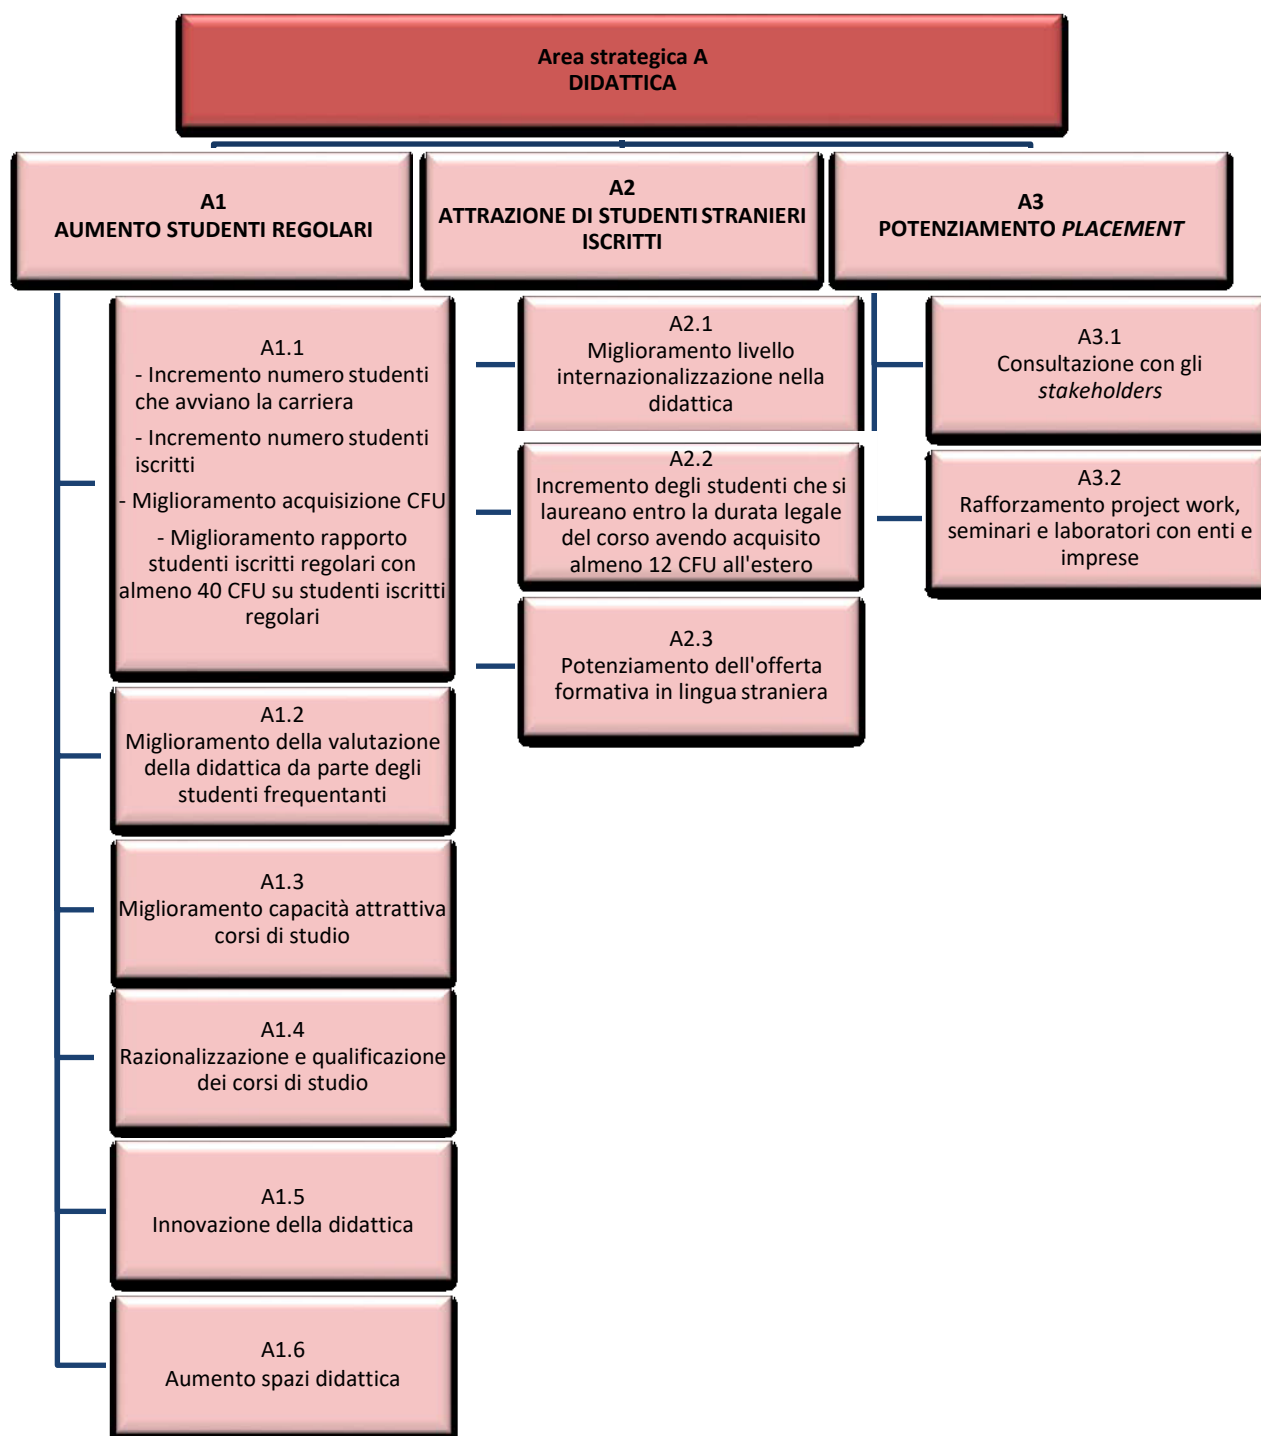 Area strategica A
DIDATTICA
A1
AUMENTO STUDENTI REGOLARI
A2
ATTRAZIONE DI STUDENTI STRANIERI
ISCRITTI
A3
POTENZIAMENTO PLACEMENT
A1.1
- Incremento numero studenti
che avviano la carriera
- Incremento numero studenti
iscritti
- Miglioramento acquisizione CFU
- Miglioramento rapporto
studenti iscritti regolari con
almeno 40 CFU su studenti iscritti
regolari
A1.2
Miglioramento della valutazione
della didattica da parte degli
studenti frequentanti
A1.3
Miglioramento capacità attrattiva
corsi di studio
A1.4
Razionalizzazione e qualificazione
dei corsi di studio
A1.5
Innovazione della didattica
A1.6
Aumento spazi didattica
A2.1
Miglioramento livello
internazionalizzazione nella
didattica
A2.2
Incremento degli studenti che si
laureano entro la durata legale
del corso avendo acquisito
almeno 12 CFU all'estero
A2.3
Potenziamento dell'offerta
formativa in lingua straniera
A3.1
Consultazione con gli
stakeholders
A3.2
Rafforzamento project work,
seminari e laboratori con enti e
imprese